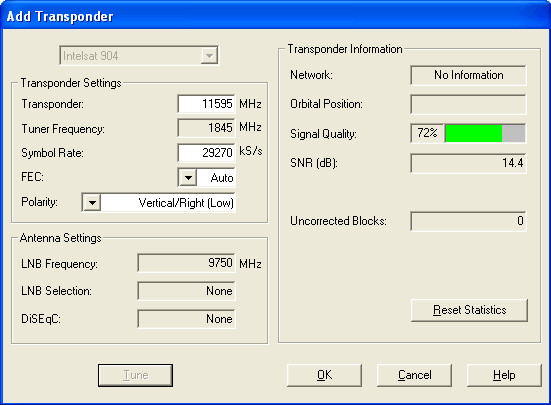 Add Transponder
Intelsat 904
Transponder Settings
Transponder: 11595 MHz
Tuner Frequency: 1845 MHz
Symbol Rate: 29270 kS/s
FEC: Auto
Polarity: Vertical/Right (Low)
Antenna Settings
LNB Frequency: 9750 MHz
LNB Selection: None
DiSEqC: None
Transponder Information
Network: No Information
Orbital Position:
Signal Quality: 72%
SNR (dB): 14.4
Uncorrected Blocks: 0
Reset Statistics
Tune
OK
Cancel
Help